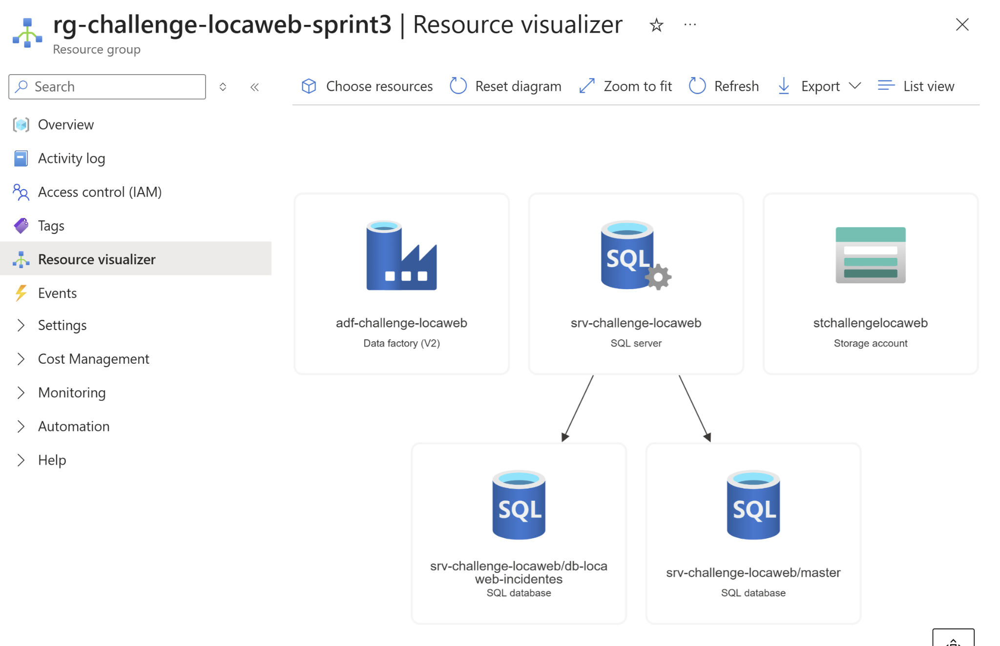 rg-challenge-locaweb-sprint3 | Resource visualizer
Resource group
Search
Choose resources
Reset diagram
Zoom to fit
Refresh
Export
List view
Overview
Activity log
Access control (IAM)
Tags
Resource visualizer
Events
Settings
Cost Management
Monitoring
Automation
Help
adf-challenge-locaweb
Data factory (V2)
SQL
srv-challenge-locaweb
SQL server
stchallengelocaweb
Storage account
SQL
srv-challenge-locaweb/db-loca
web-incidentes
SQL database
SQL
srv-challenge-locaweb/master
SQL database